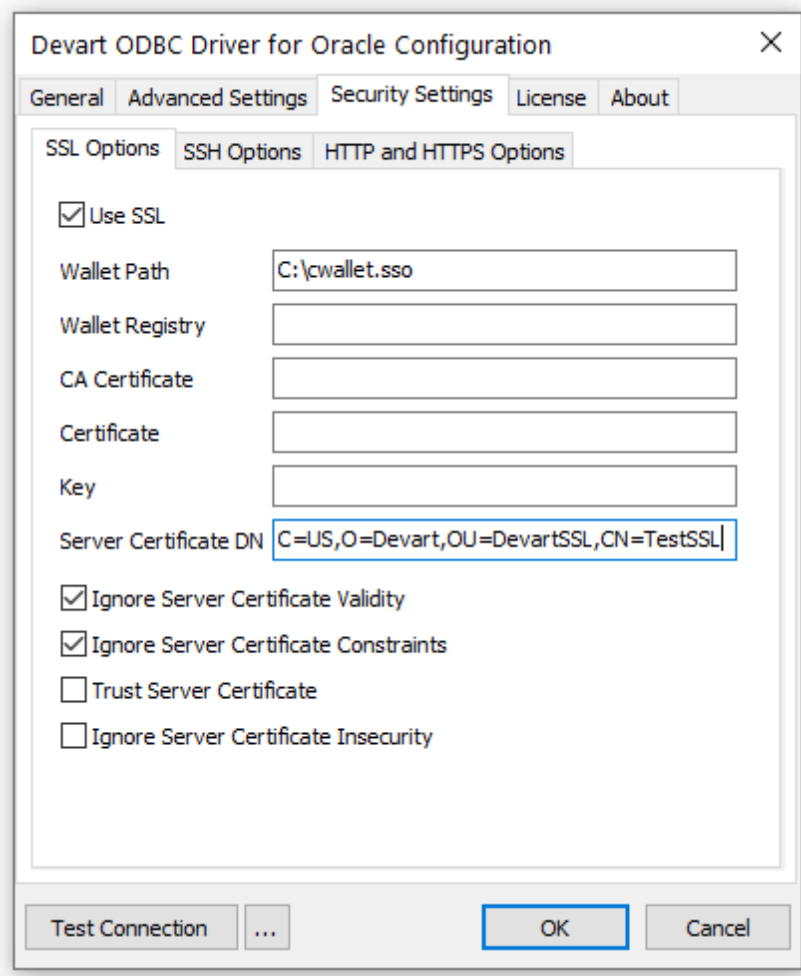 Devart ODBC Driver for Oracle Configuration
General Advanced Settings Security Settings License About
SSL Options SSH Options HTTP and HTTPS Options
Use SSL
Wallet Path C:\cwallet.sso
Wallet Registry
CA Certificate
Certificate
Key
Server Certificate DN C=US,O=Devart,OU=DevartSSL,CN=TestSSL
Ignore Server Certificate Validity
Ignore Server Certificate Constraints
Trust Server Certificate
Ignore Server Certificate Insecurity
Test Connection ... OK Cancel